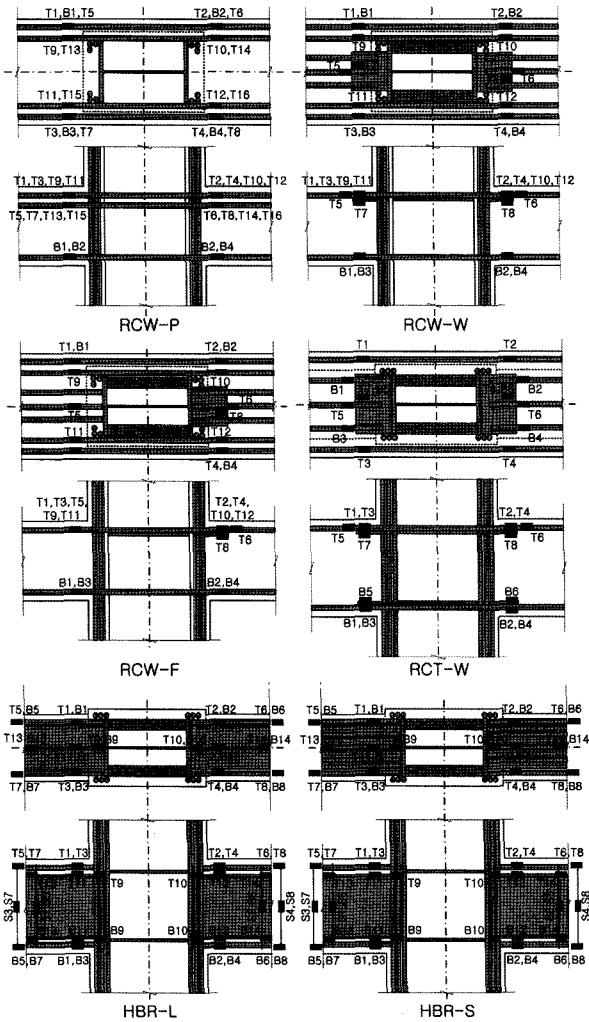 T1,B1,T5 T2,B2,T6
T9,T13 T10,T14
T11,T15 T12,T16
T3,B3,T7 T4,B4,T8
T1,T3,T9,T11 T2,T4,T10,T12
T5,T7,T13,T15 T6,T8,T14,T16
B1,B2 B2,B4
RCW-P
T1,B1 T2,B2
T9 T10
T5 T6
T11 T12
T3,B3 T4,B4
T1,T3,T9,T11 T2,T4,T10,T12
T5 T6
T7 T8
B1,B3 B2,B4
RCW-W
T1,B1 T2,B2
T9 T10
T6
T5 T8
T11 T12
T4,B4
T1,T3,T5, T2,T4,
T9,T11 T10,T12
T6
T8
B1,B3 B2,B4
RCW-F
T1 T2
B1 B2
T5 T6
B3 B4
T3 T4
T1,T3 T2,T4
T5 T6
T7 T8
B5 B6
B1,B3 B2,B4
RCT-W
T5,B5 T1,B1 T2,B2 T6,B6
T13 B9 T10, B14
T7,B7 T3,B3 T4,B4 T8,B8
T5,T7 T1,T3 T2,T4 T6,T8
T9 T10
S3,S7 S4,S8
B9 B10
B5,B7 B1,B3 B2,B4 B6,B8
HBR-L
T5,B5 T1,B1 T2,B2 T6,B6
T13 B9 T10, B14
T7,B7 T3,B3 T4,B4 T8,B8
T5,T7 T1,T3 T2,T4 T6,T8
T9 T10
S3,S7 S4,S8
B9 B10
B5,B7 B1,B3 B2,B4 B6,B8
HBR-S